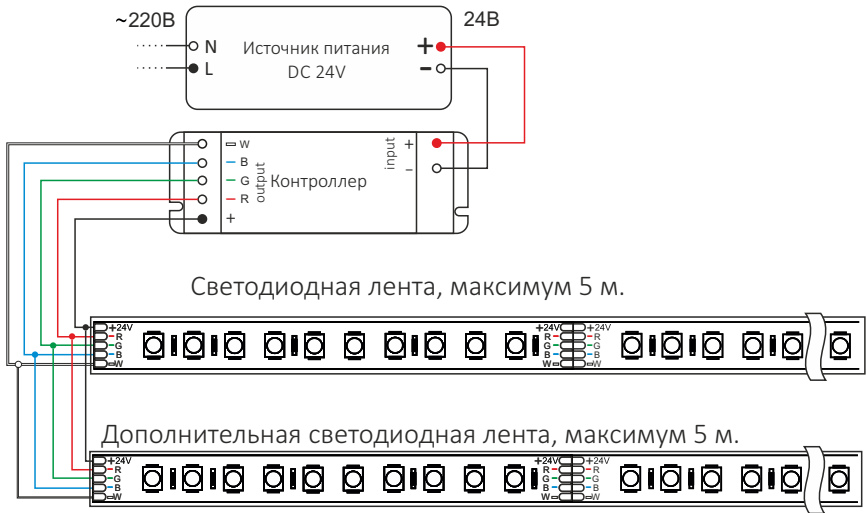 ~220В
24В
N
Источник питания
+
L
DC 24V
−
W
input
+
B
−
G
output
Контроллер
R
+
Светодиодная лента, максимум 5 м.
+24V
+24V
+24V
R
R
R
G
G
G
B
B
B
W
W
W
Дополнительная светодиодная лента, максимум 5 м.
+24V
+24V
+24V
R
R
R
G
G
G
B
B
B
W
W
W